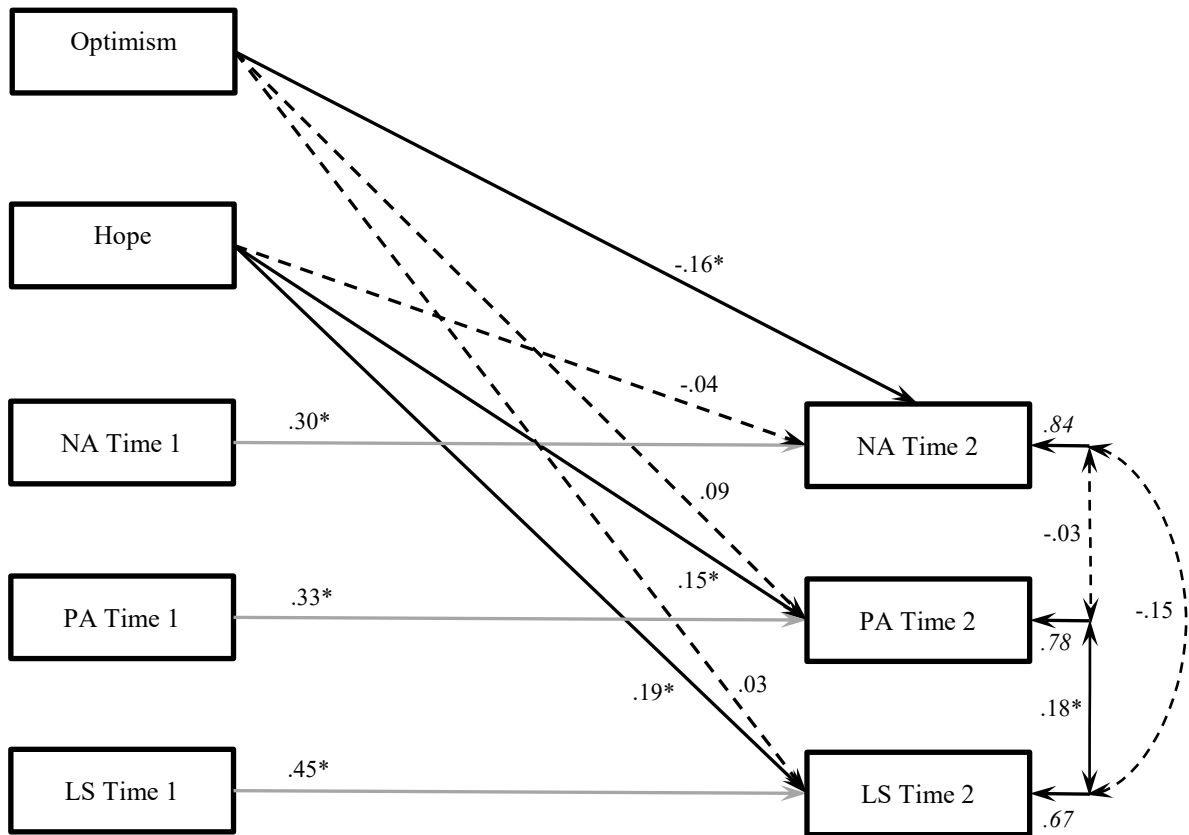 Optimism
Hope
-.16*
-.04
NA Time 1
.30*
NA Time 2
.84
.09
-.03
PA Time 1
.33*
.15*
PA Time 2
.78
-.15
.19*
.03
.18*
LS Time 1
.45*
LS Time 2
.67